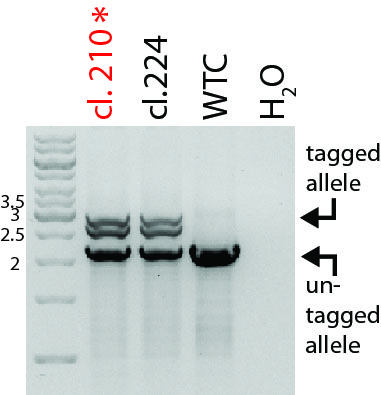 cl. 210*
cl.224
WTC
H₂O
tagged
allele
3.5
3
2.5
2
un-
tagged
allele